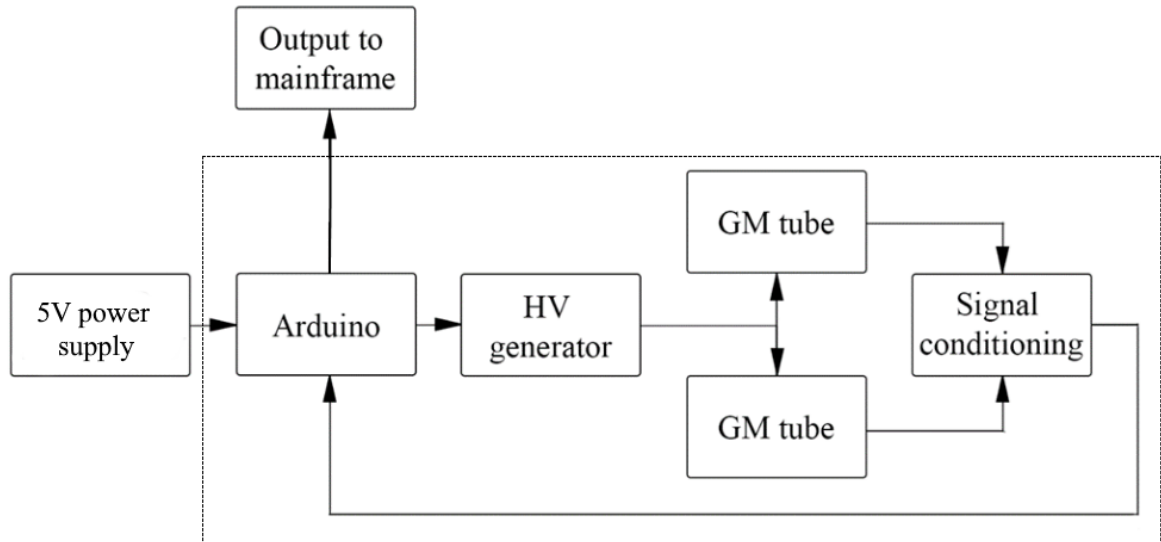 Output to
mainframe
5V power
supply
Arduino
HV
generator
GM tube
GM tube
Signal
conditioning